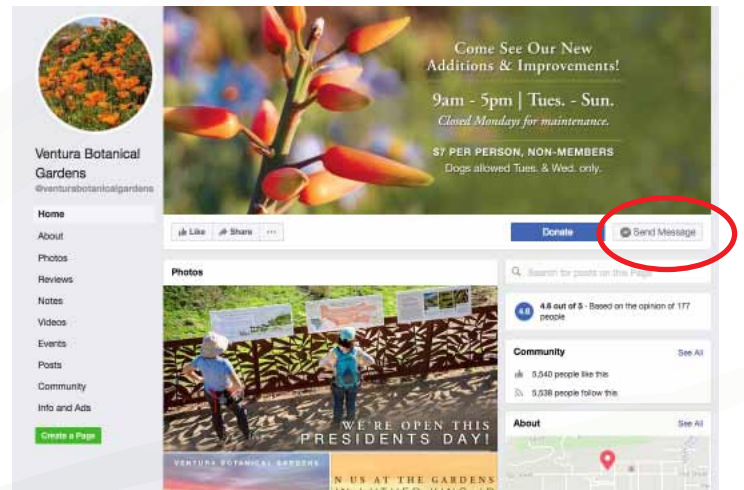 Come See Our New
Additions & Improvements!
9am - 5pm | Tues. - Sun.
Closed Mondays for maintenance.
$7 PER PERSON, NON-MEMBERS
Dogs allowed Tues. & Wed. only.
Ventura Botanical
Gardens
@venturabotanicalgardens
Home
About
Photos
Reviews
Notes
Videos
Events
Posts
Community
Info and Ads
Create a Page
Like
Share
Donate
Send Message
Photos
WE'RE OPEN THIS
PRESIDENTS DAY!
VENTURA BOTANICAL GARDENS
N US AT THE GARDENS
Search for posts on this Page
4.6
4.6 out of 5 - Based on the opinion of 177
people
Community
See All
5,540 people like this
5,538 people follow this
About
See All